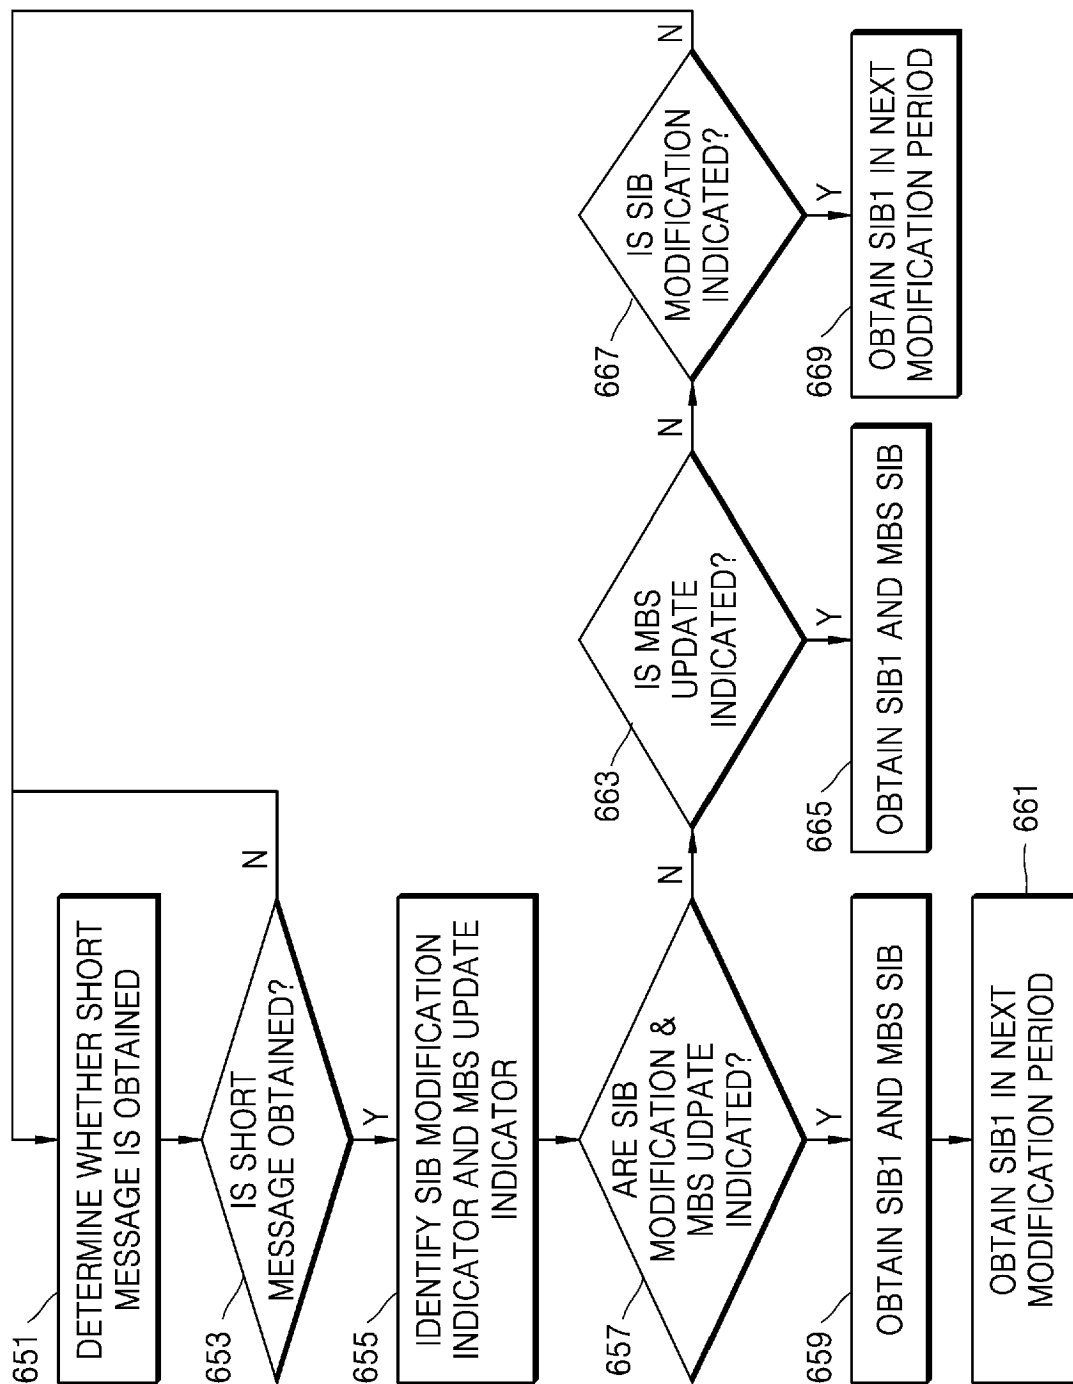 651
DETERMINE WHETHER SHORT
MESSAGE IS OBTAINED
653
IS SHORT
MESSAGE OBTAINED?
N
Y
655
IDENTIFY SIB MODIFICATION
INDICATOR AND MBS UPDATE
INDICATOR
657
ARE SIB
MODIFICATION &
MBS UDPATE
INDICATED?
N
Y
659
OBTAIN SIB1 AND MBS SIB
661
OBTAIN SIB1 IN NEXT
MODIFICATION PERIOD
663
IS MBS
UPDATE
INDICATED?
N
Y
665
OBTAIN SIB1 AND MBS SIB
667
IS SIB
MODIFICATION
INDICATED?
N
Y
669
OBTAIN SIB1 IN NEXT
MODIFICATION PERIOD